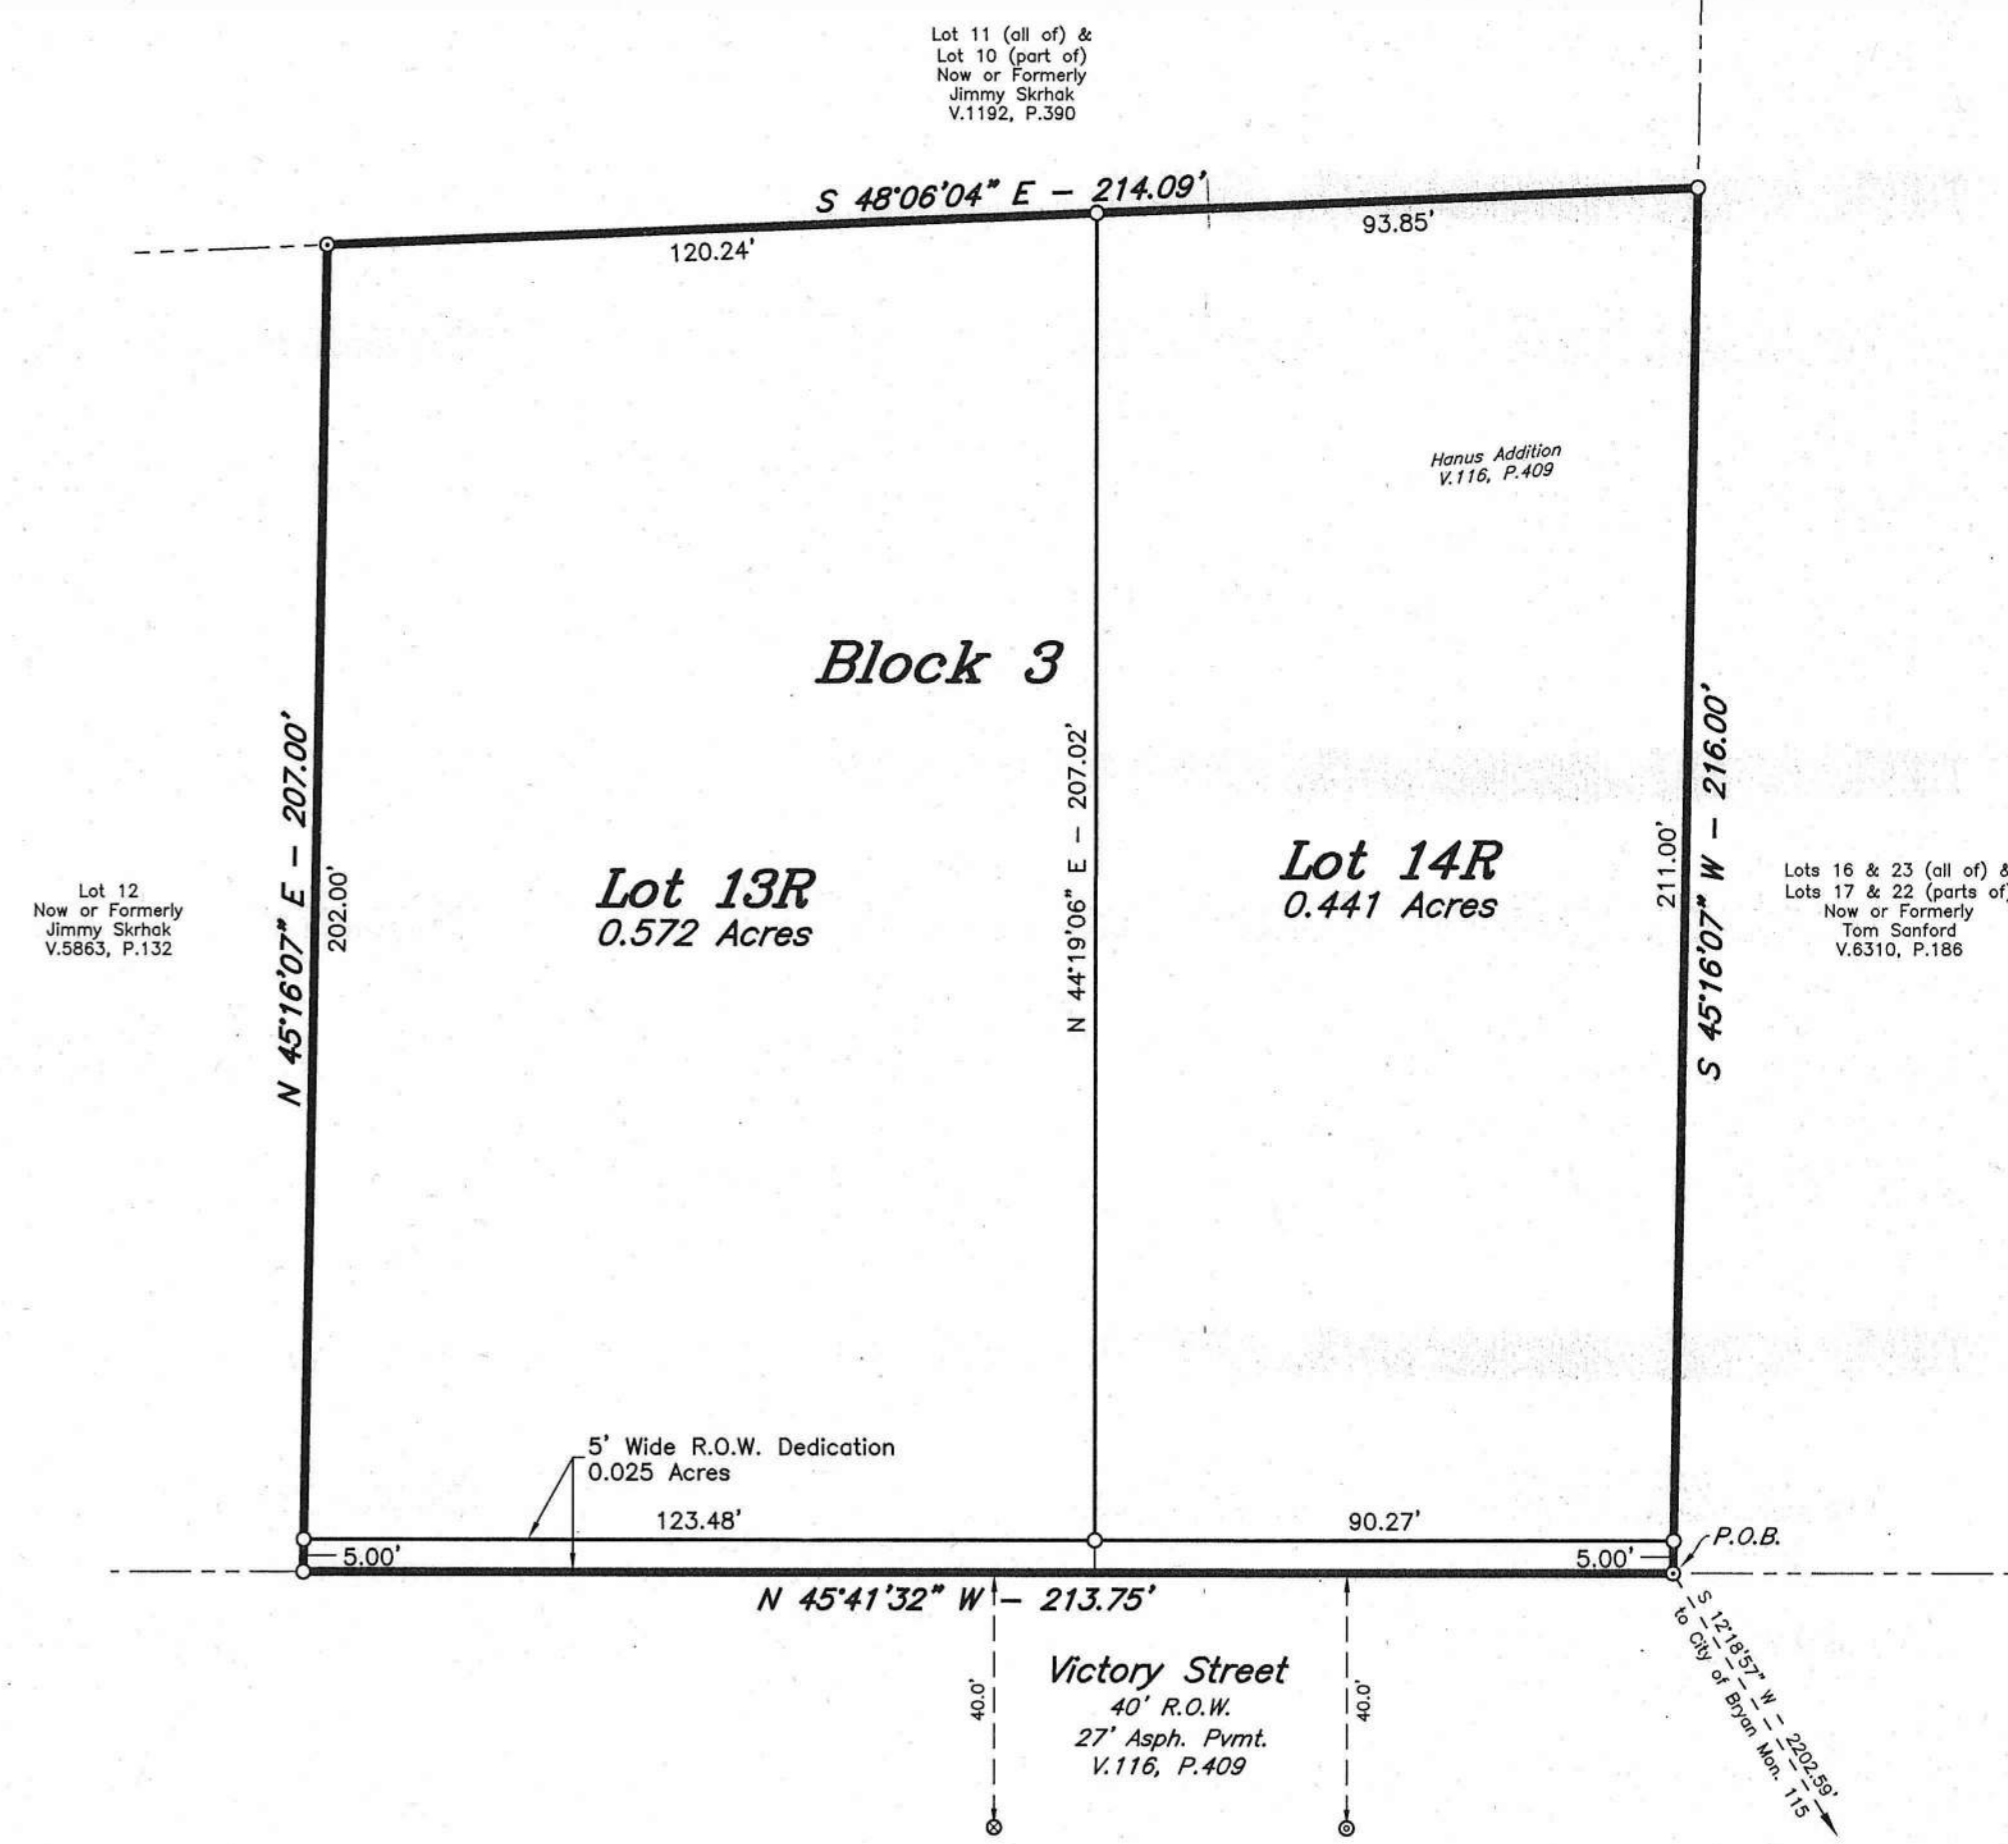 Lot 11 (all of) &
Lot 10 (part of)
Now or Formerly
Jimmy Skrhak
V.1192, P.390
S 48°06'04" E - 214.09'
120.24'
93.85'
Hanus Addition
V.116, P.409
Block 3
N 45°16'07" E - 207.00'
202.00'
N 44°19'06" E - 207.02'
S 45°16'07" W - 216.00'
211.00'
Lot 12
Now or Formerly
Jimmy Skrhak
V.5863, P.132
Lot 13R
0.572 Acres
Lot 14R
0.441 Acres
Lots 16 & 23 (all of) &
Lots 17 & 22 (parts of)
Now or Formerly
Tom Sanford
V.6310, P.186
5' Wide R.O.W. Dedication
0.025 Acres
123.48'
90.27'
5.00'
5.00'
P.O.B.
N 45°41'32" W - 213.75'
S 12°18'57" W - 2202.59'
to City of Bryan Mon. 115
40.0'
40.0'
Victory Street
40' R.O.W.
27' Asph. Pvmt.
V.116, P.409